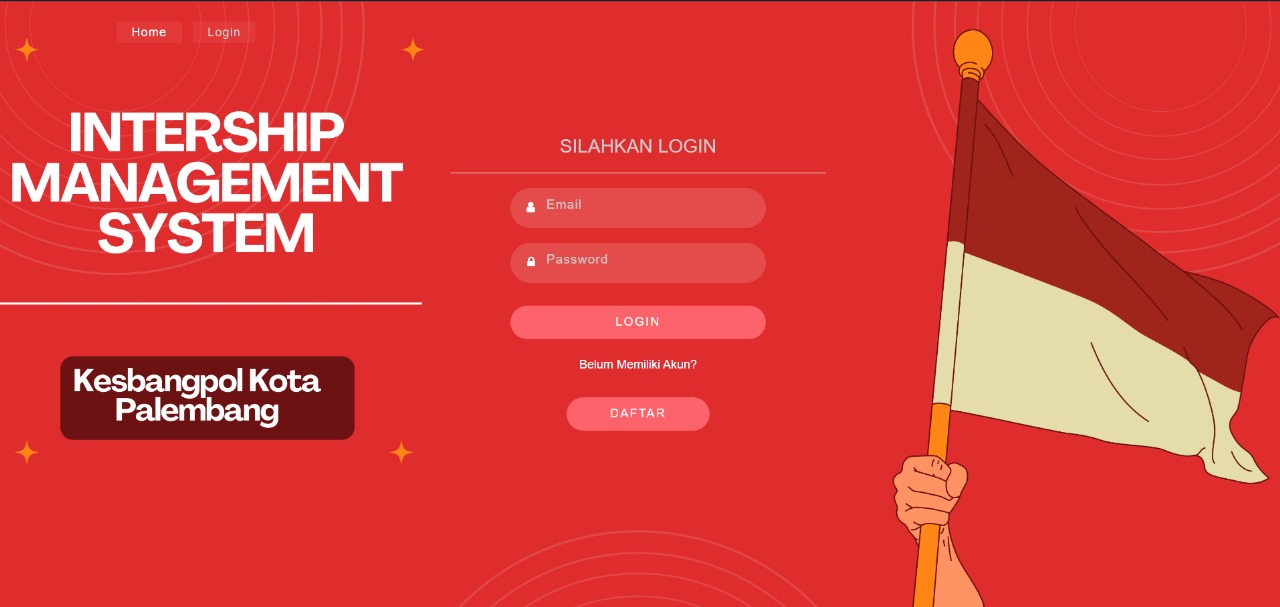 Home Login
INTERSHIP
MANAGEMENT
SYSTEM
Kesbangpol Kota
Palembang
SILAHKAN LOGIN
Email
Password
LOGIN
Belum Memiliki Akun?
DAFTAR